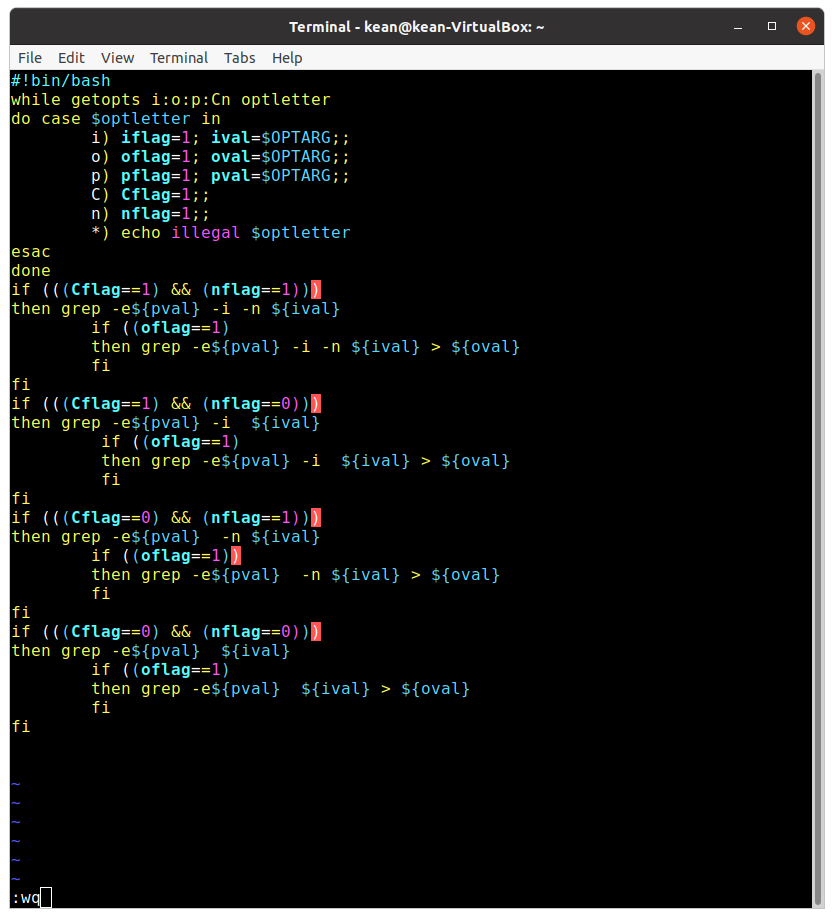 Terminal - kean@kean-VirtualBox: ~
File Edit View Terminal Tabs Help
#!bin/bash
while getopts i:o:p:Cn optletter
do case $optletter in
        i) iflag=1; ival=$OPTARG;;
        o) oflag=1; oval=$OPTARG;;
        p) pflag=1; pval=$OPTARG;;
        C) Cflag=1;;
        n) nflag=1;;
        *) echo illegal $optletter
esac
done
if (((Cflag==1) && (nflag==1)))
then grep -e${pval} -i -n ${ival}
        if ((oflag==1)
        then grep -e${pval} -i -n ${ival} > ${oval}
        fi
fi
if (((Cflag==1) && (nflag==0)))
then grep -e${pval} -i  ${ival}
         if ((oflag==1)
         then grep -e${pval} -i  ${ival} > ${oval}
         fi
fi
if (((Cflag==0) && (nflag==1)))
then grep -e${pval}  -n ${ival}
        if ((oflag==1))
        then grep -e${pval}  -n ${ival} > ${oval}
        fi
fi
if (((Cflag==0) && (nflag==0)))
then grep -e${pval}  ${ival}
        if ((oflag==1)
        then grep -e${pval}  ${ival} > ${oval}
        fi
fi
~
~
~
~
~
~
:wq